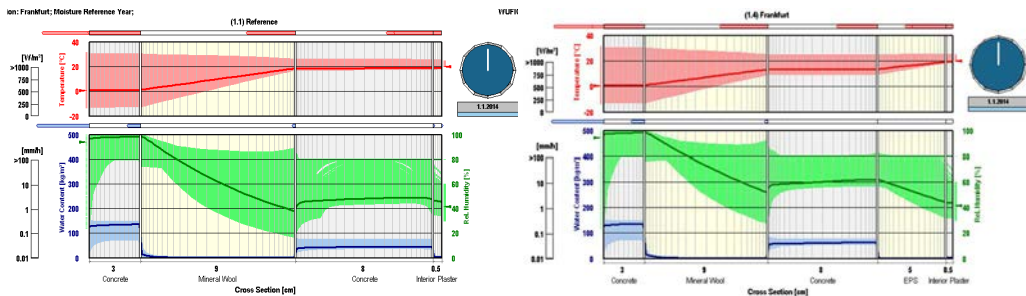 ion: Frankfurt; Moisture Reference Year;
(1.1) Reference
[W/m²]
>1000
1000
750
500
250
0
Temperature [°C]
40
20
0
-20
1.1.2014
[mm/h]
>100
10
1
0.1
0.01
Water Content [kg/m³]
500
400
300
200
100
0
100
80
60
40
20
0
Rel. Humidity [%]
3
9
8
0.5
Concrete
Mineral Wool
Concrete
Interior Plaster
Cross Section [cm]
WUFI®
(1.4) Frankfurt
[W/m²]
>1000
1000
750
500
250
0
Temperature [°C]
40
20
0
-20
1.1.2014
[mm/h]
>100
10
1
0.1
0.01
Water Content [kg/m³]
500
400
300
200
100
0
100
80
60
40
20
0
Rel. Humidity [%]
3
9
8
5
0.5
Concrete
Mineral Wool
Concrete
EPS
Interior Plaster
Cross Section [cm]